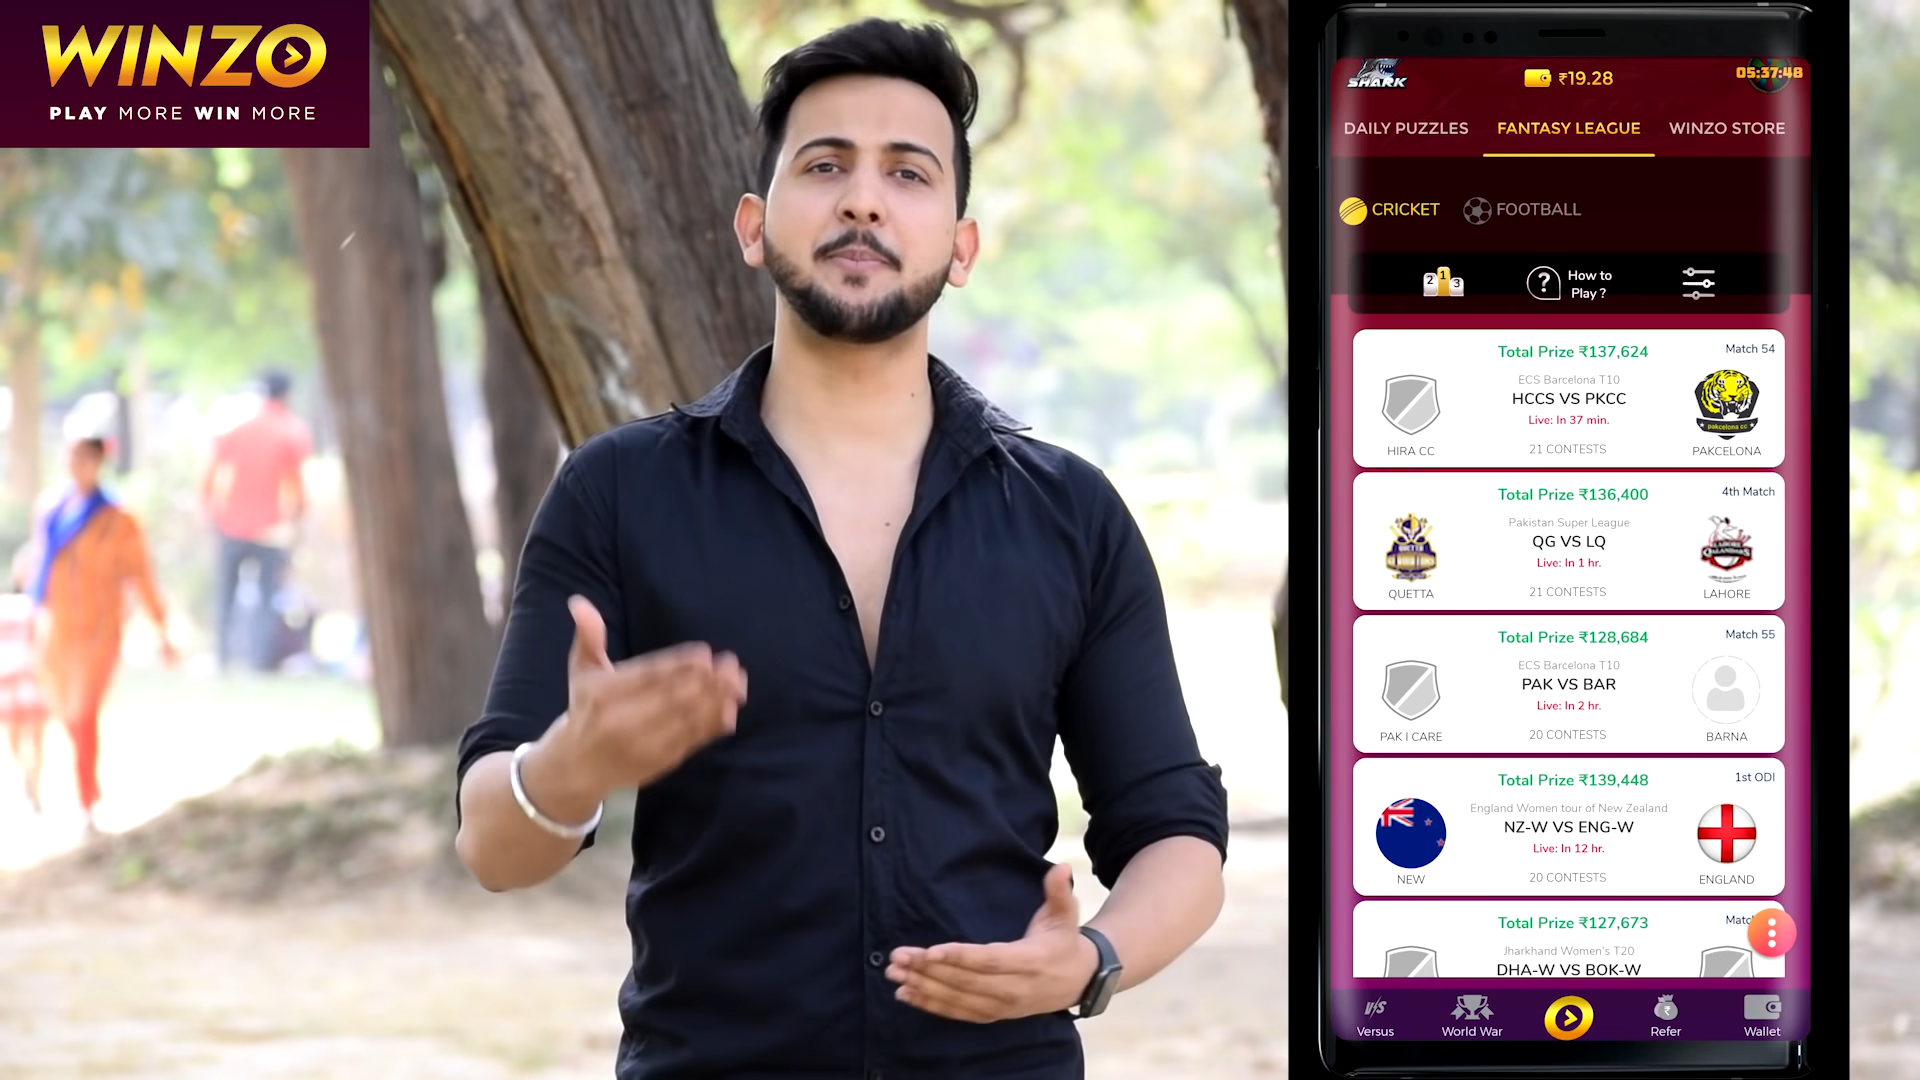 WINZO
PLAY MORE WIN MORE
SHARK
₹19.28
05:37:48
DAILY PUZZLES
FANTASY LEAGUE
WINZO STORE
CRICKET
FOOTBALL
2 1 3
?
How to
Play ?
Total Prize ₹137,624
Match 54
ECS Barcelona T10
HCCS VS PKCC
Live: In 37 min.
pakcelona cc
HIRA CC
21 CONTESTS
PAKCELONA
Total Prize ₹136,400
4th Match
Pakistan Super League
QG VS LQ
Live: In 1 hr.
QUETTA
21 CONTESTS
LAHORE
Total Prize ₹128,684
Match 55
ECS Barcelona T10
PAK VS BAR
Live: In 2 hr.
PAK I CARE
20 CONTESTS
BARNA
Total Prize ₹139,448
1st ODI
England Women tour of New Zealand
NZ-W VS ENG-W
Live: In 12 hr.
NEW
20 CONTESTS
ENGLAND
Total Prize ₹127,673
Jharkhand Women's T20
DHA-W VS BOK-W
V/S
Versus
World War
₹
Refer
Wallet